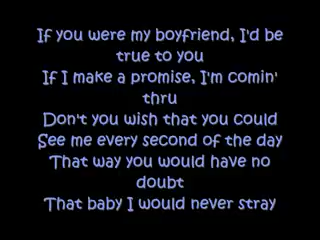 If you were my boyfriend, I'd be
true to you
If I make a promise, I'm comin'
thru
Don't you wish that you could
See me every second of the day
That way you would have no
doubt
That baby I would never stray